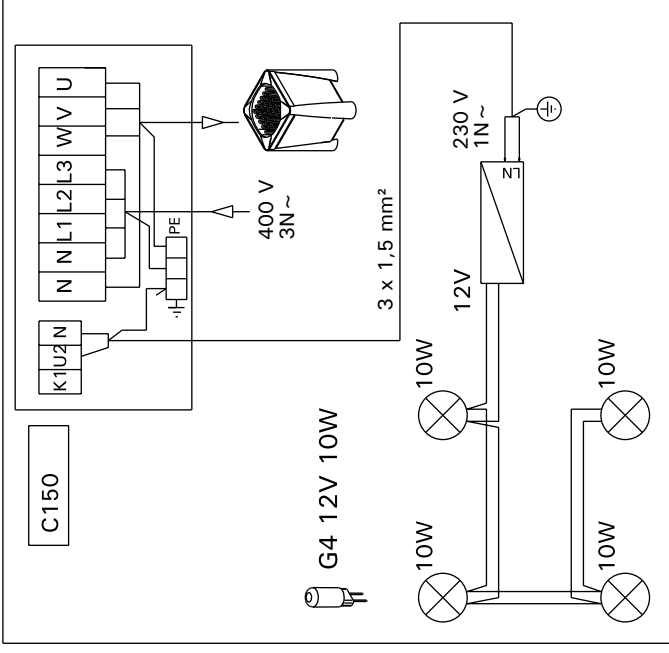 C150
K1 U2 N
N N L1 L2 L3 W V U
PE
400 V
3N ~
G4 12V 10W
3 x 1,5 mm²
10W
10W
12V
230 V
1N ~
LN
10W
10W